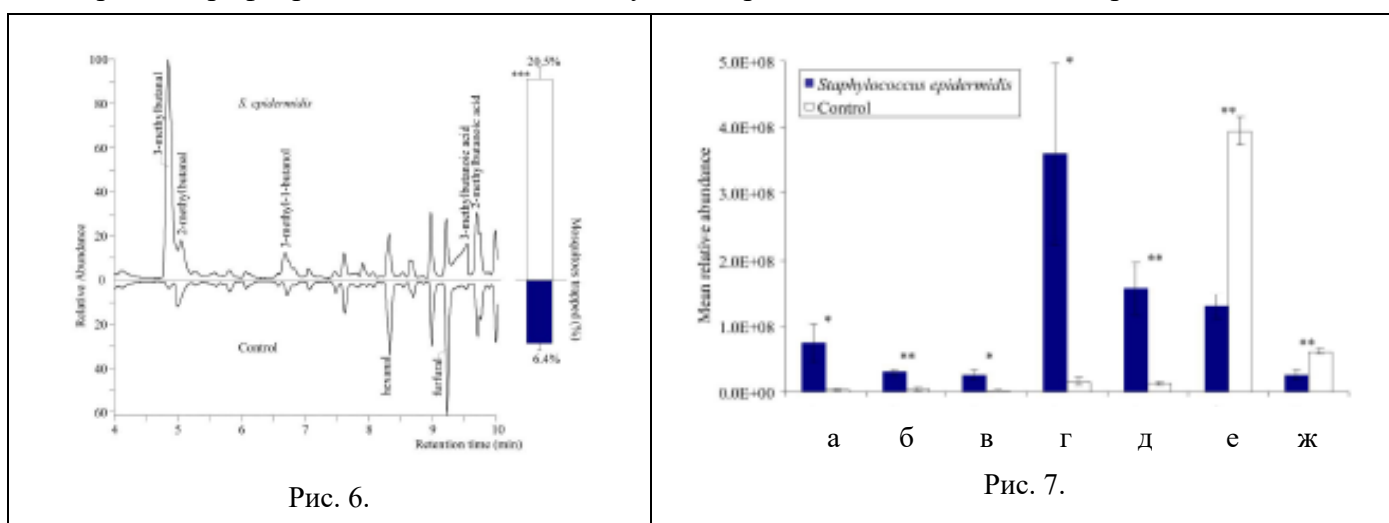 100
80
60
40
20
0
20
40
60
Relative Abundance
3-methylbutanal
2-methylbutanal
S. epidermidis
3-methyl-1-butanol
3-methylbutanoic acid
2-methylbutanoic acid
***
20.5%
Mosquitoes trapped (%)
6.4%
Control
hexanal
furfural
4 5 6 7 8 9 10
Retention time (min)
Рис. 6.
5.0E+08
4.0E+08
3.0E+08
2.0E+08
1.0E+08
0.0E+00
Mean relative abundance
Staphylococcus epidermidis
Control
* ** * * ** ** **
а б в г д е ж
Рис. 7.